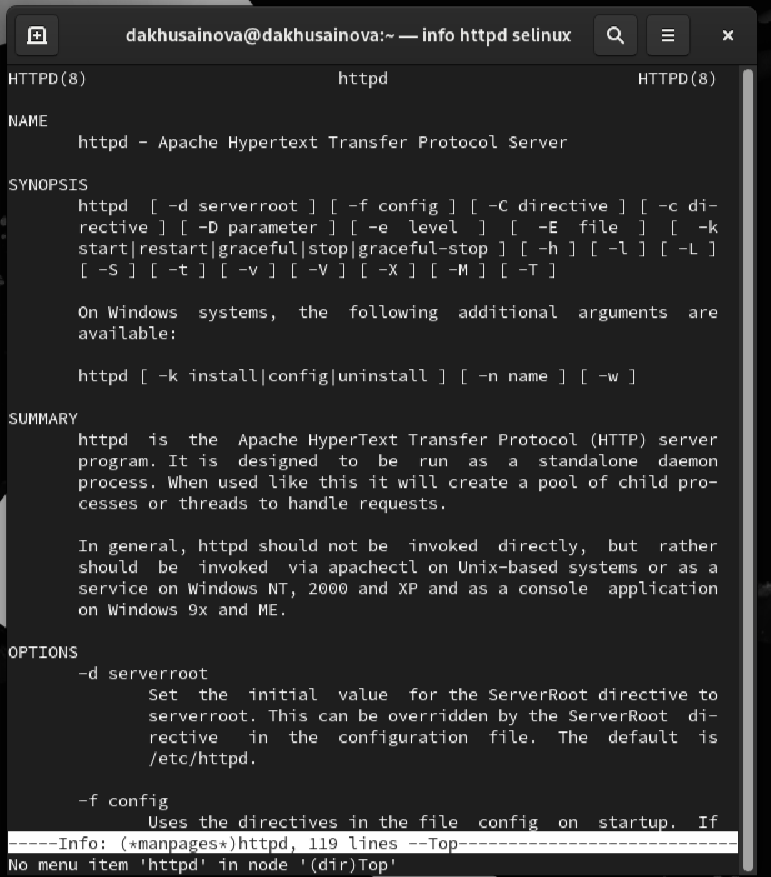 dakhusainova@dakhusainova:~ — info httpd selinux
HTTPD(8) httpd HTTPD(8)
NAME
httpd - Apache Hypertext Transfer Protocol Server
SYNOPSIS
httpd [ -d serverroot ] [ -f config ] [ -C directive ] [ -c di-
rective ] [ -D parameter ] [ -e level ] [ -E file ] [ -k
start|restart|graceful|stop|graceful-stop ] [ -h ] [ -l ] [ -L ]
[ -S ] [ -t ] [ -v ] [ -V ] [ -X ] [ -M ] [ -T ]
On Windows systems, the following additional arguments are
available:
httpd [ -k install|config|uninstall ] [ -n name ] [ -w ]
SUMMARY
httpd is the Apache HyperText Transfer Protocol (HTTP) server
program. It is designed to be run as a standalone daemon
process. When used like this it will create a pool of child pro-
cesses or threads to handle requests.
In general, httpd should not be invoked directly, but rather
should be invoked via apachectl on Unix-based systems or as a
service on Windows NT, 2000 and XP and as a console application
on Windows 9x and ME.
OPTIONS
-d serverroot
Set the initial value for the ServerRoot directive to
serverroot. This can be overridden by the ServerRoot di-
rective in the configuration file. The default is
/etc/httpd.
-f config
Uses the directives in the file config on startup. If
-----Info: (*manpages*)httpd, 119 lines --Top---------------------------
No menu item 'httpd' in node '(dir)Top'